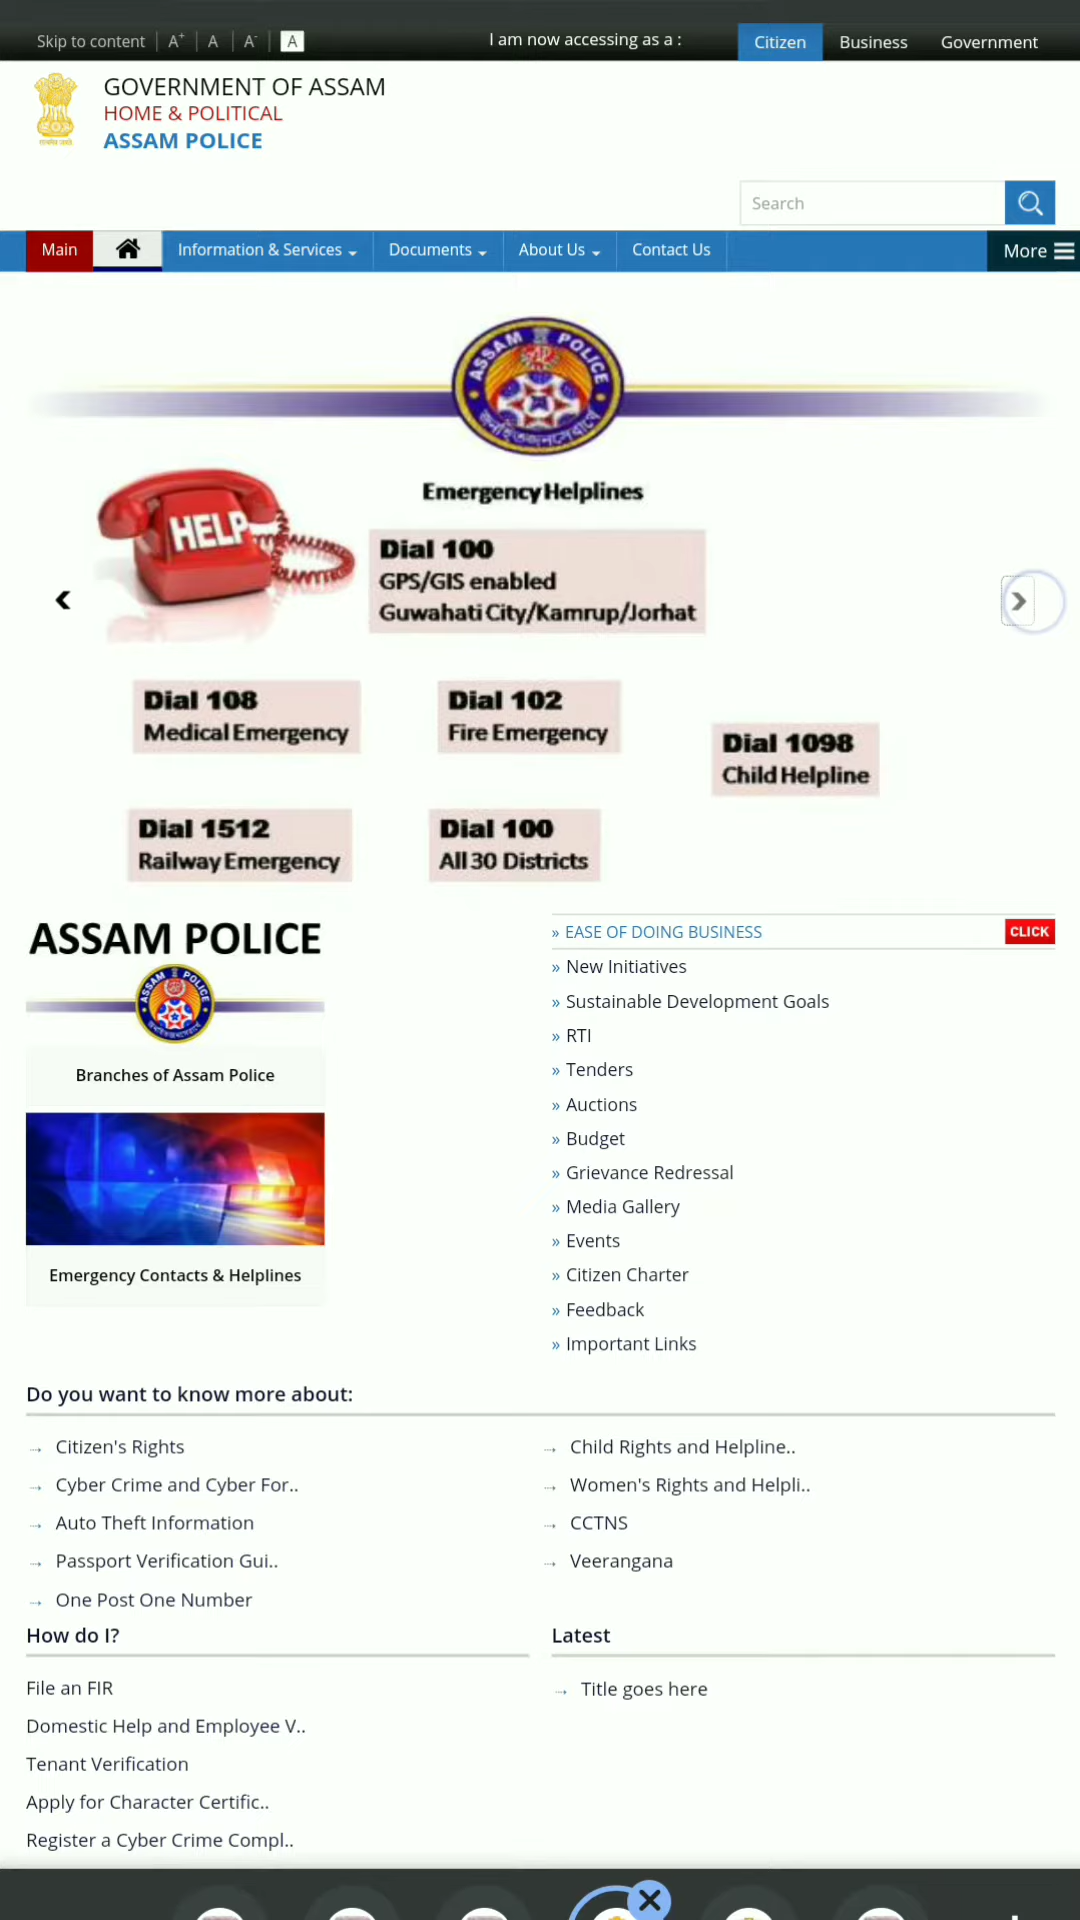 Skip to content A+ A A- A I am now accessing as a : Citizen Business Government
GOVERNMENT OF ASSAM
HOME & POLITICAL
ASSAM POLICE
Search
Main Information & Services Documents About Us Contact Us More
ASSAM POLICE
Emergency Helplines
HELP
Dial 100
GPS/GIS enabled
Guwahati City/Kamrup/Jorhat
Dial 108
Medical Emergency
Dial 102
Fire Emergency
Dial 1098
Child Helpline
Dial 1512
Railway Emergency
Dial 100
All 30 Districts
ASSAM POLICE
ASSAM POLICE
Branches of Assam Police
Emergency Contacts & Helplines
» EASE OF DOING BUSINESS CLICK
» New Initiatives
» Sustainable Development Goals
» RTI
» Tenders
» Auctions
» Budget
» Grievance Redressal
» Media Gallery
» Events
» Citizen Charter
» Feedback
» Important Links
Do you want to know more about:
→ Citizen's Rights
→ Cyber Crime and Cyber For..
→ Auto Theft Information
→ Passport Verification Gui..
→ One Post One Number
→ Child Rights and Helpline..
→ Women's Rights and Helpli..
→ CCTNS
→ Veerangana
How do I?
File an FIR
Domestic Help and Employee V..
Tenant Verification
Apply for Character Certific..
Register a Cyber Crime Compl..
Latest
→ Title goes here